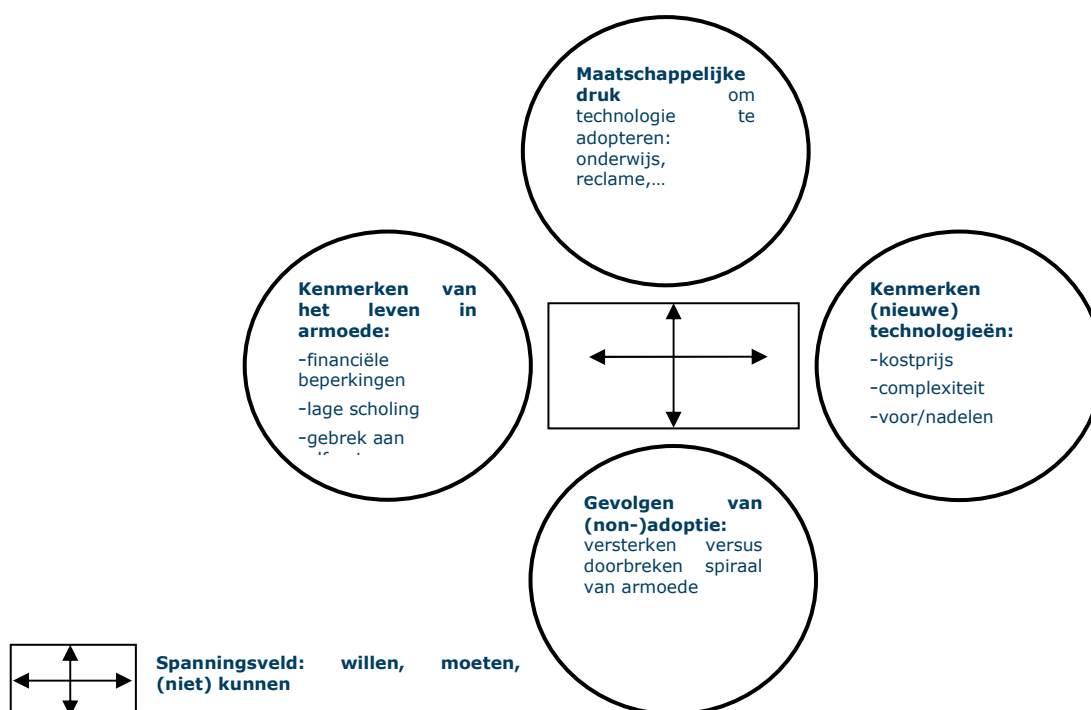 Maatschappelijke
druk om
technologie te
adopteren:
onderwijs,
reclame,...
Kenmerken van
het leven in
armoede:
-financiële
beperkingen
-lage scholing
-gebrek aan
Kenmerken
(nieuwe)
technologieën:
-kostprijs
-complexiteit
-voor/nadelen
Gevolgen van
(non-)adoptie:
versterken versus
doorbreken spiraal
van armoede
Spanningsveld: willen, moeten,
(niet) kunnen